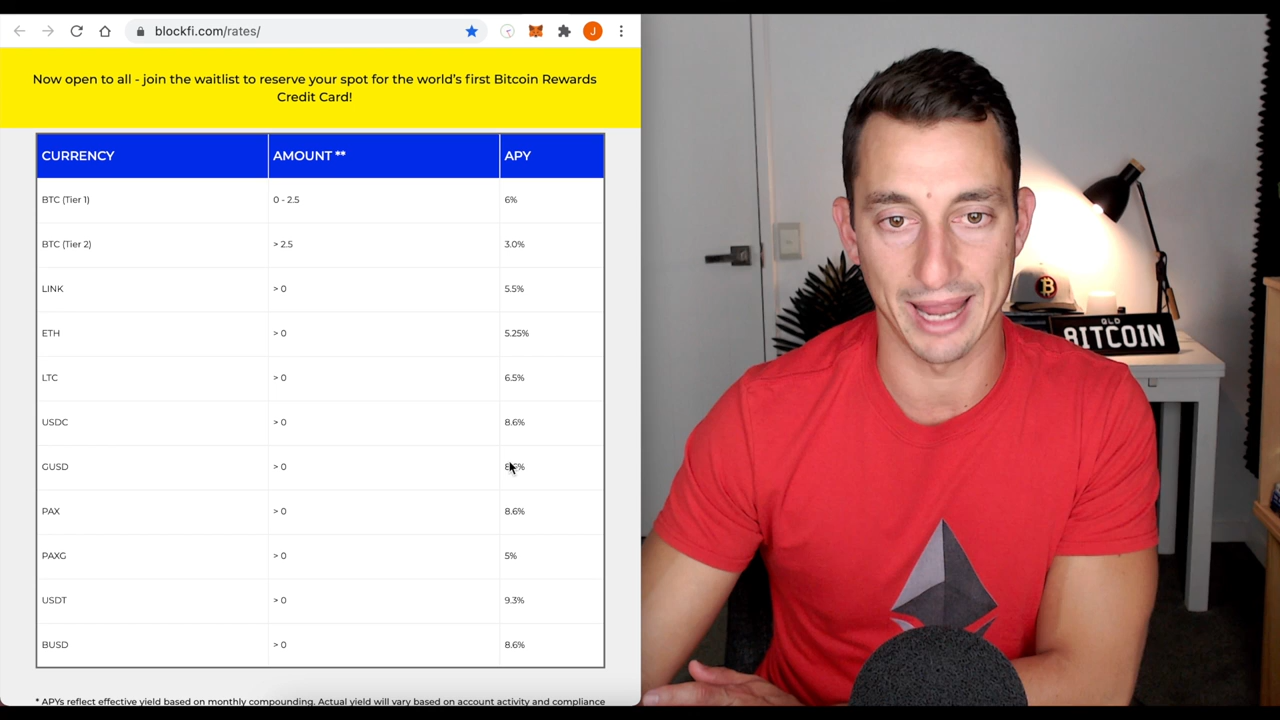 blockfi.com/rates/
J
Now open to all - join the waitlist to reserve your spot for the world's first Bitcoin Rewards
Credit Card!
CURRENCY AMOUNT ** APY
BTC (Tier 1) 0 - 2.5 6%
BTC (Tier 2) > 2.5 3.0%
LINK > 0 5.5%
ETH > 0 5.25%
LTC > 0 6.5%
USDC > 0 8.6%
GUSD > 0
PAX > 0 8.6%
PAXG > 0 5%
USDT > 0 9.3%
BUSD > 0 8.6%
* APYs reflect effective yield based on monthly compounding. Actual yield will vary based on account activity and compliance
QLD
BITCOIN